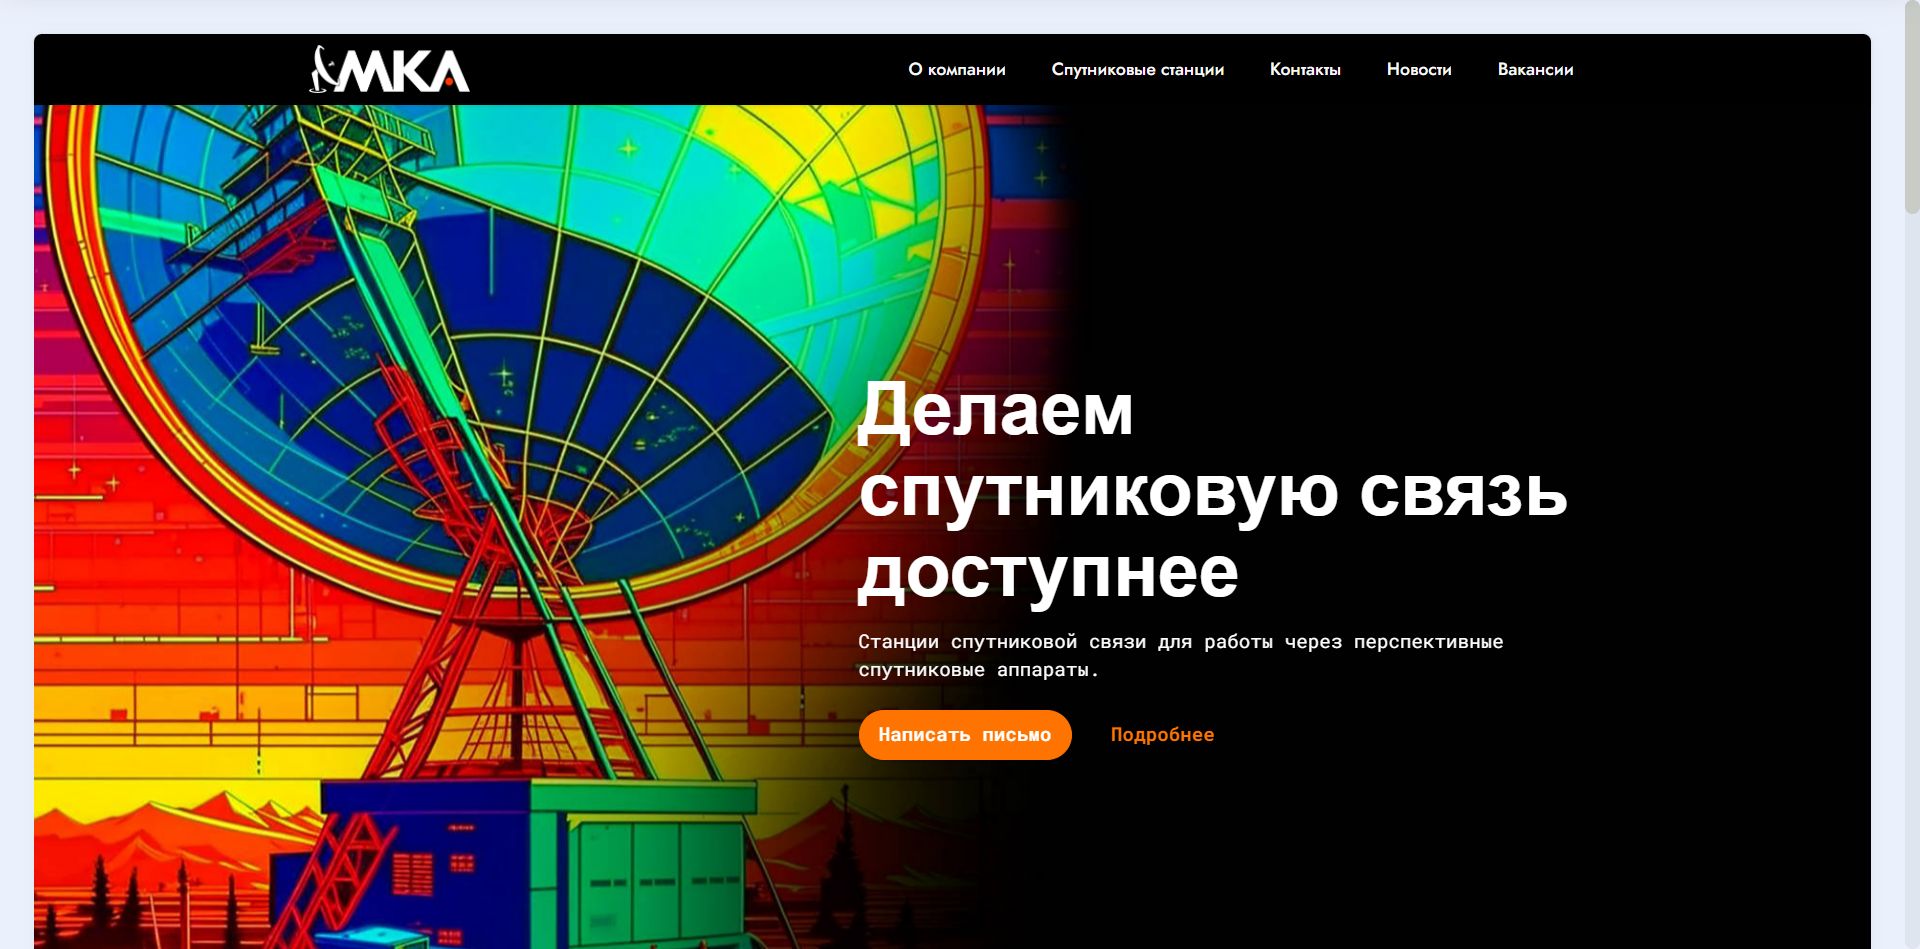 МКА
О компании
Спутниковые станции
Контакты
Новости
Вакансии
Делаем
спутниковую связь
доступнее
Станции спутниковой связи для работы через перспективные
спутниковые аппараты.
Написать письмо
Подробнее